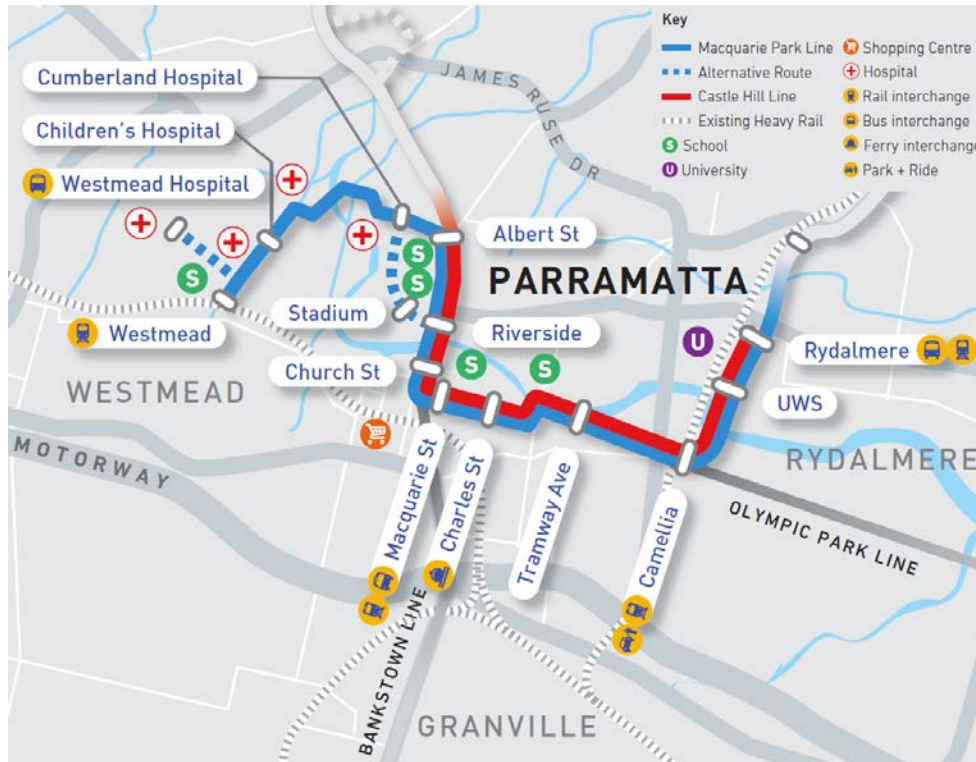 Key
Macquarie Park Line
Alternative Route
Castle Hill Line
Existing Heavy Rail
S School
U University
Shopping Centre
Hospital
Rail interchange
Bus interchange
Ferry interchange
Park + Ride
JAMES RUSE DR
Cumberland Hospital
Children's Hospital
Westmead Hospital
S
S
S
Albert St
PARRAMATTA
Stadium
Westmead
Riverside
U
Rydalmere
Church St
S
S
UWS
WESTMEAD
RYDALMERE
MOTORWAY
Macquarie St
Charles St
Tramway Ave
Camellia
OLYMPIC PARK LINE
BANKSTOWN LINE
GRANVILLE